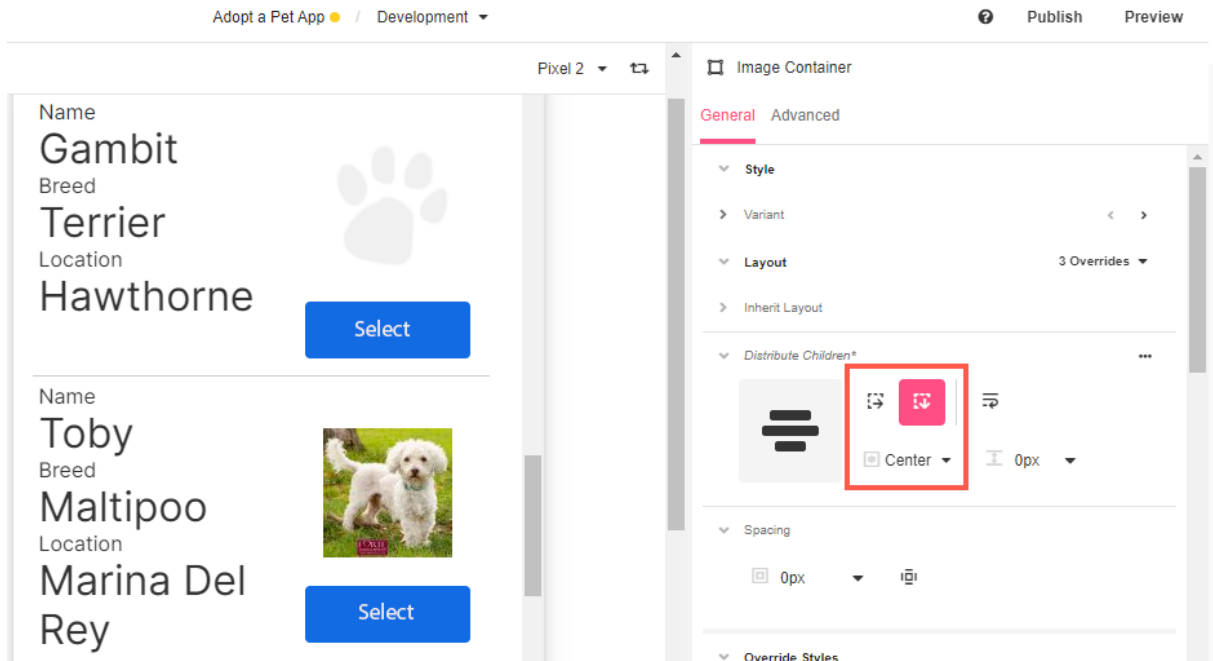 Adopt a Pet App / Development
Publish Preview
Pixel 2
Name
Gambit
Breed
Terrier
Location
Hawthorne
Select
Name
Toby
Breed
Maltipoo
Location
Marina Del
Rey
Select
Image Container
General Advanced
Style
Variant
Layout 3 Overrides
Inherit Layout
Distribute Children*
Center 0px
Spacing
0px
Override Styles